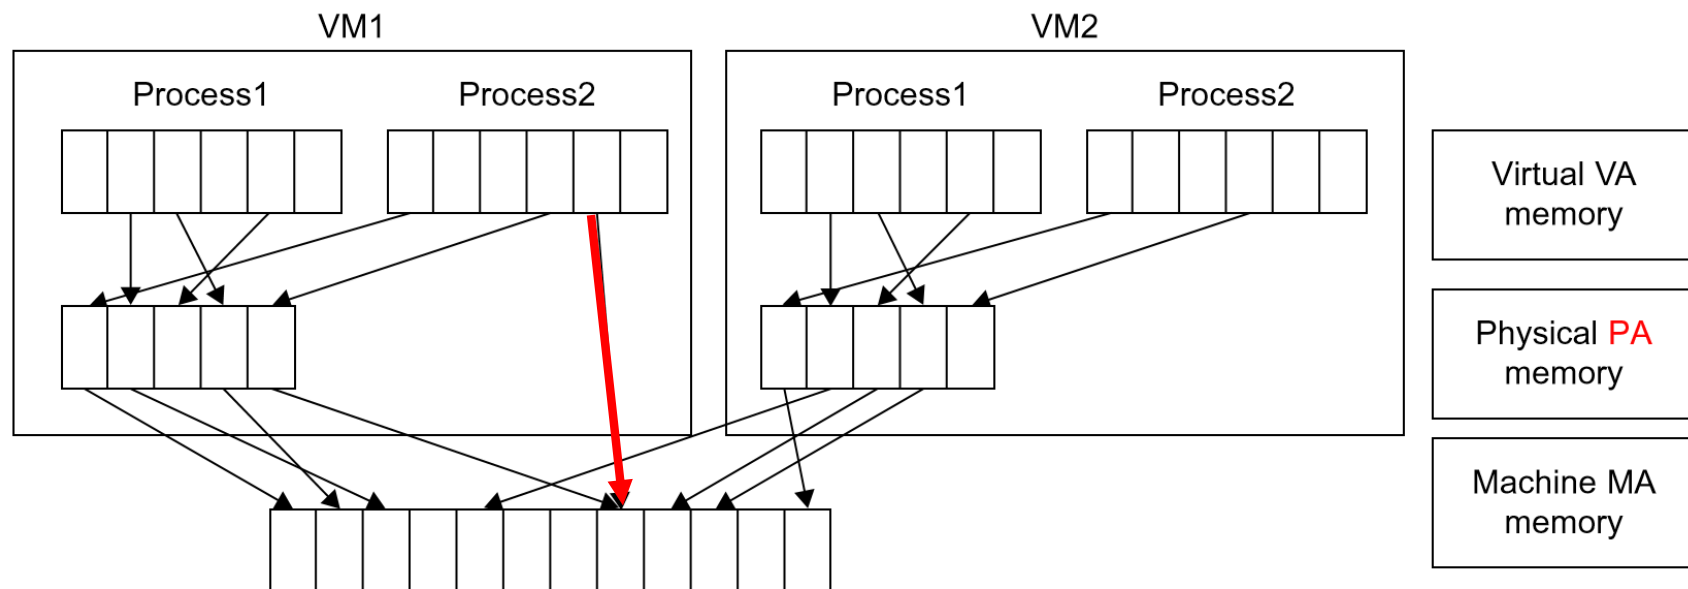 VM1
VM2
Process1
Process2
Process1
Process2
Virtual VA
memory
Physical PA
memory
Machine MA
memory